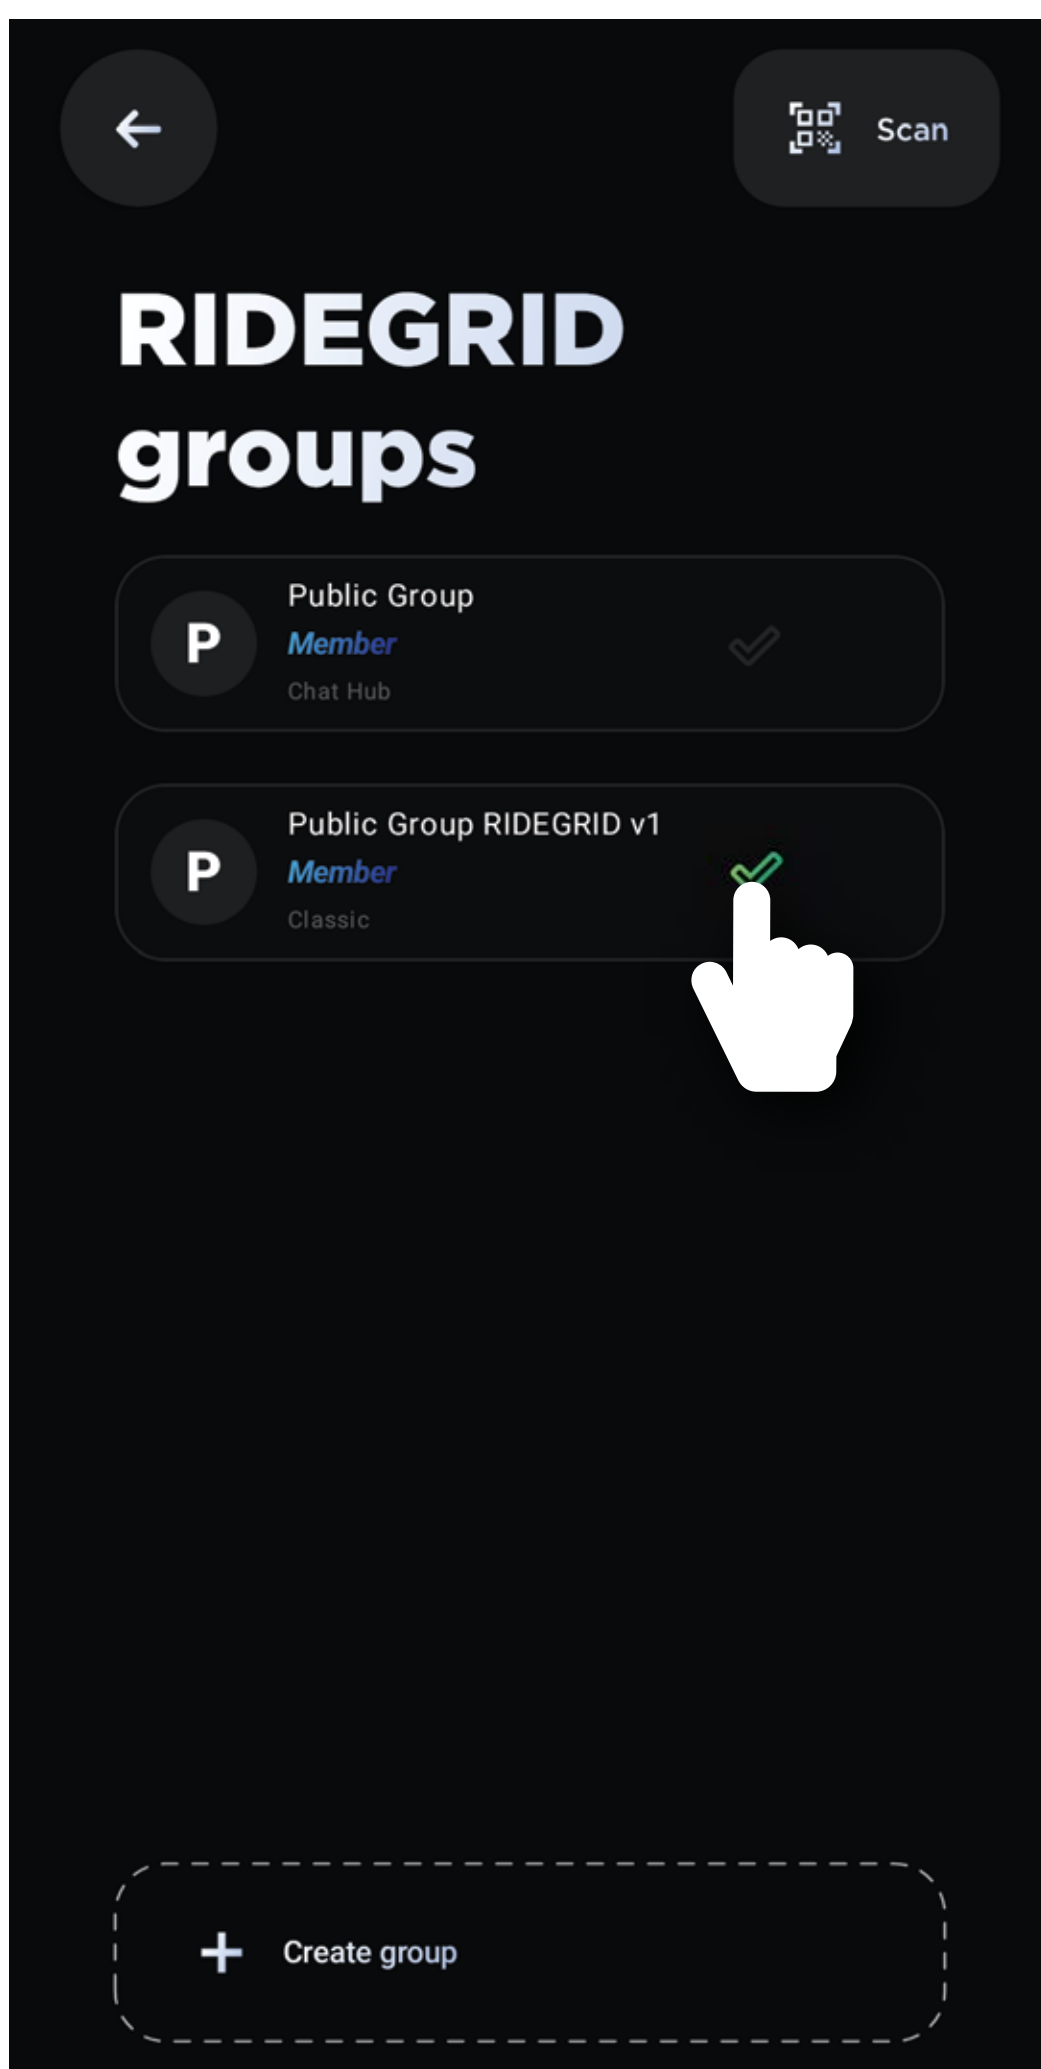 Scan
RIDEGRID
groups
P
Public Group
Member
Chat Hub
P
Public Group RIDEGRID v1
Member
Classic
Create group